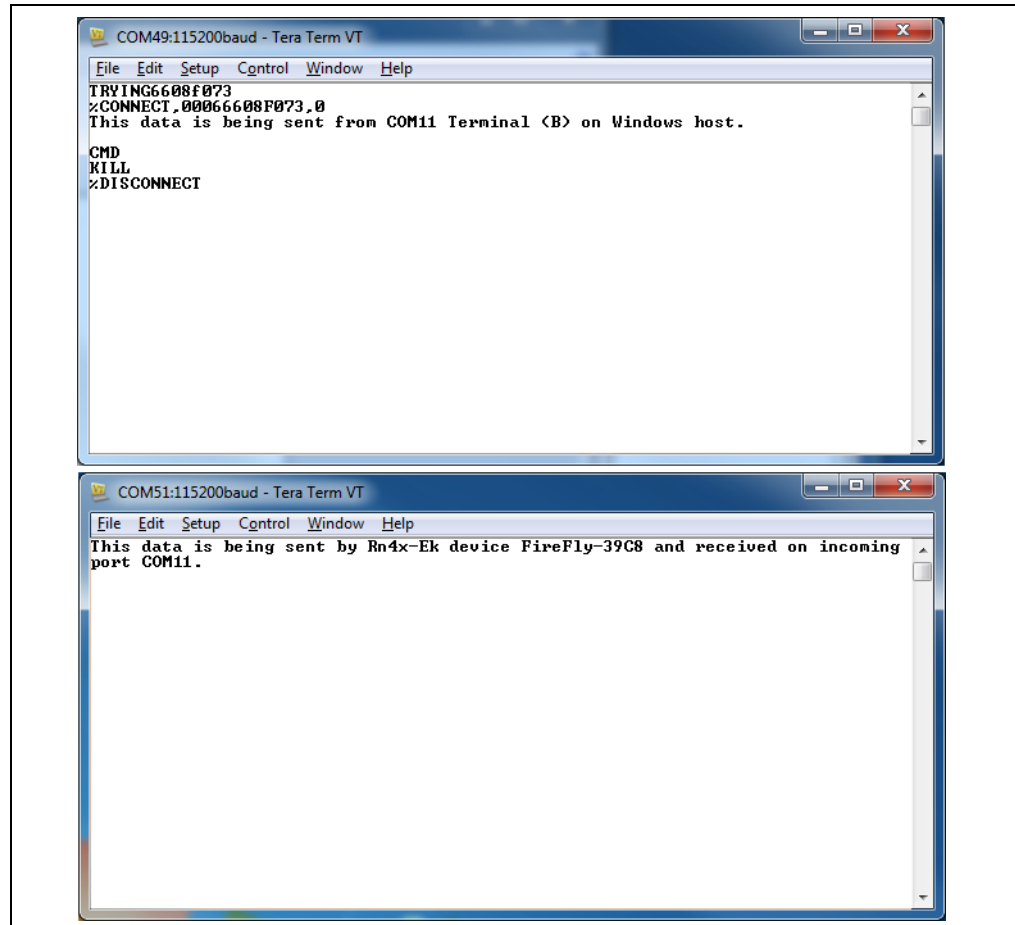 COM49:115200baud - Tera Term VT
File Edit Setup Control Window Help
TRYING6608f073
%CONNECT,00066608F073,0
This data is being sent from COM11 Terminal (B) on Windows host.
CMD
KILL
%DISCONNECT
COM51:115200baud - Tera Term VT
File Edit Setup Control Window Help
This data is being sent by Rn4x-Ek device FireFly-39C8 and received on incoming
port COM11.